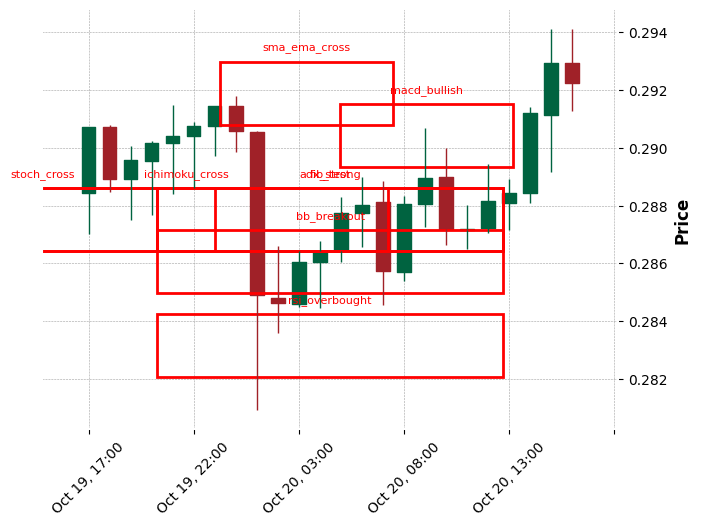 0.294
sma_ema_cross
0.292
macd_bullish
0.290
stoch_cross
ichimoku_cross
fib_test
0.288
bb_breakout
0.286
0.284
0.282
Price
Oct 19, 17:00
Oct 19, 22:00
Oct 20, 03:00
Oct 20, 08:00
Oct 20, 13:00